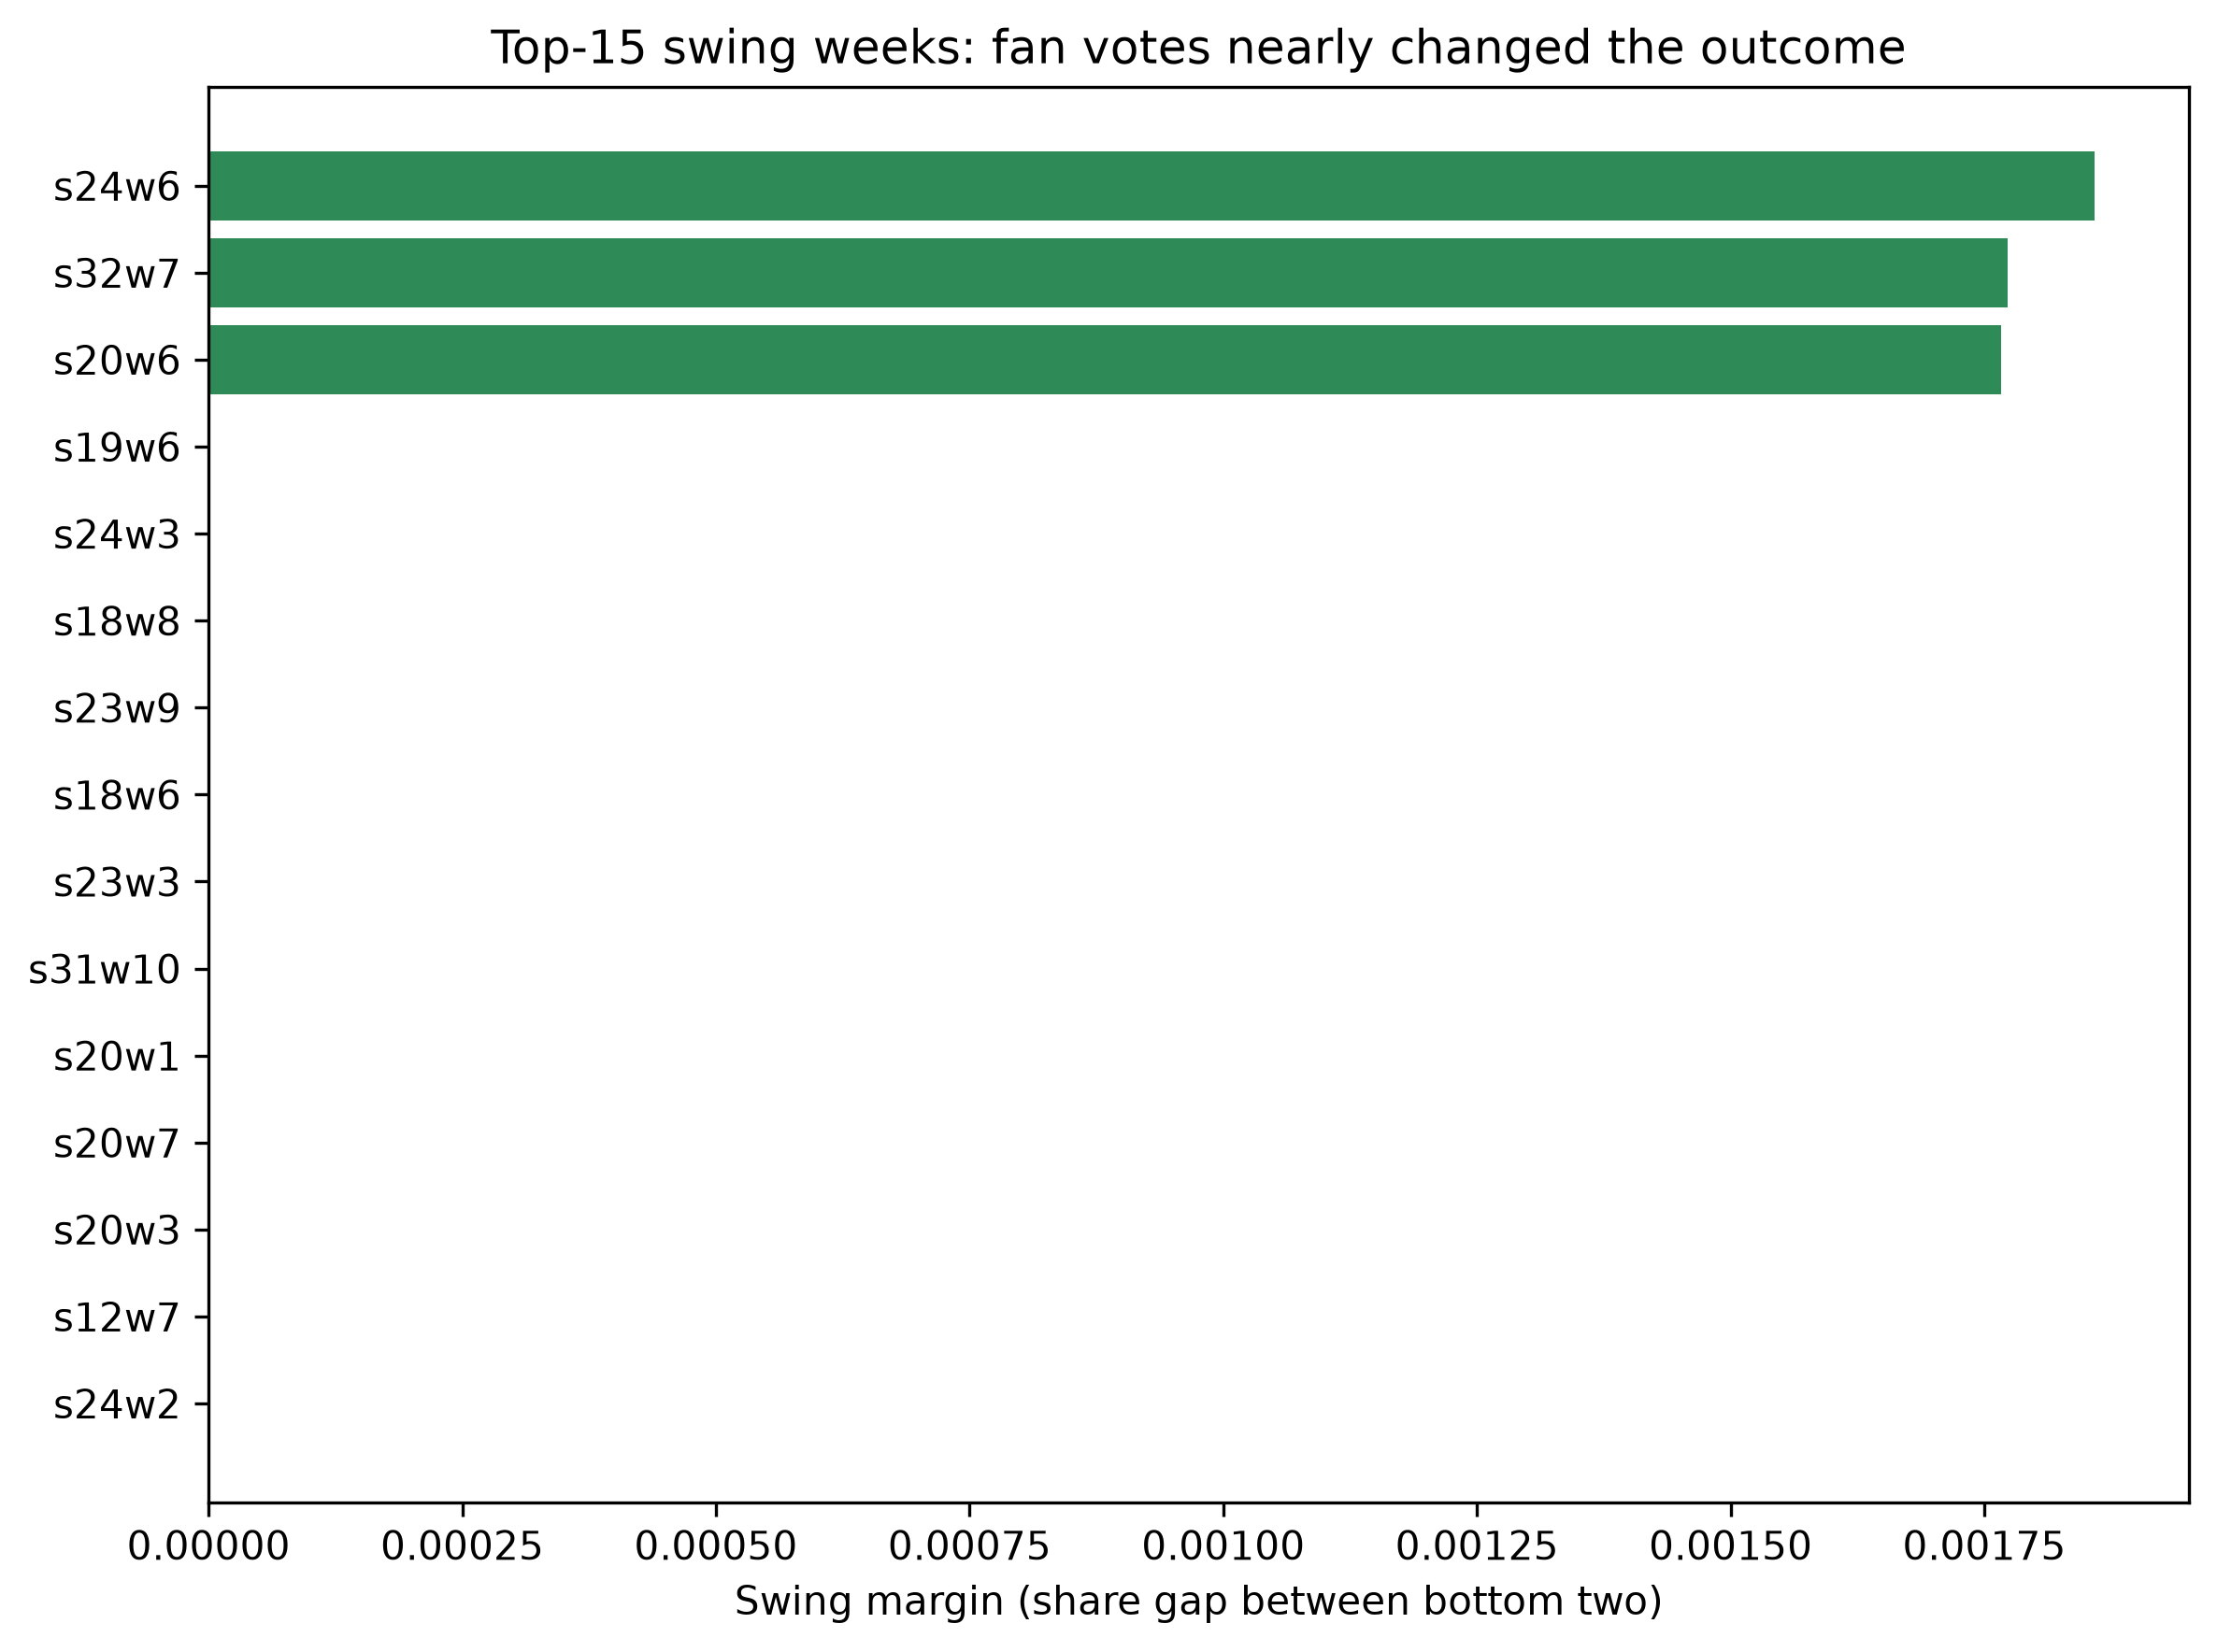 Top-15 swing weeks: fan votes nearly changed the outcome
s24w6
s32w7
s20w6
s19w6
s24w3
s18w8
s23w9
s18w6
s23w3
s31w10
s20w1
s20w7
s20w3
s12w7
s24w2
0.00000 0.00025 0.00050 0.00075 0.00100 0.00125 0.00150 0.00175
Swing margin (share gap between bottom two)